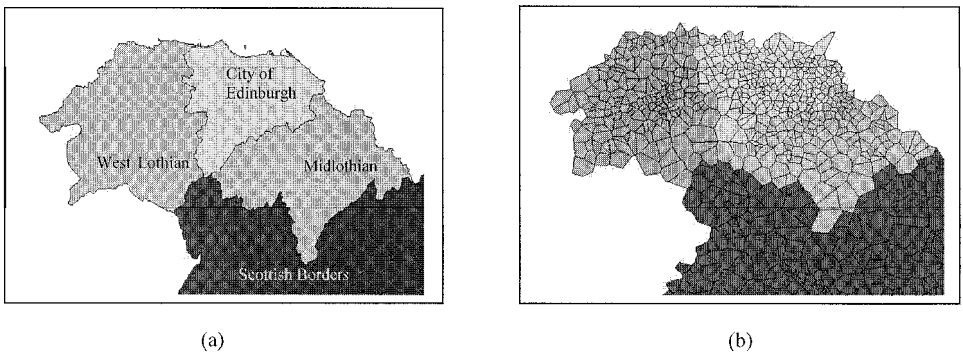 City of
Edinburgh
West Lothian
Midlothian
Scottish Borders
(a)
(b)